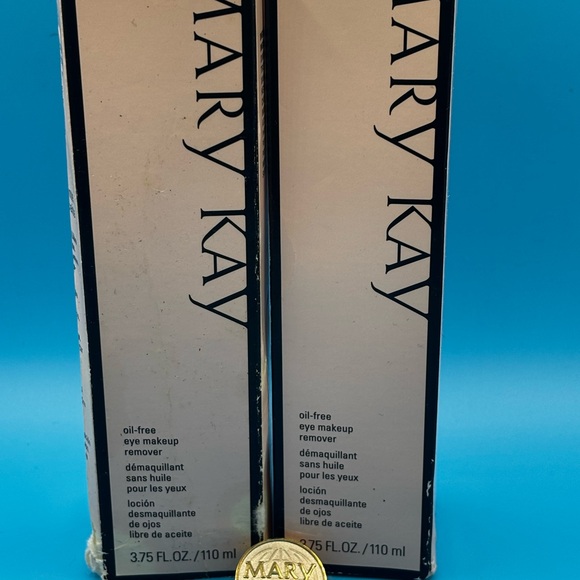 MARY KAY
oil-free
eye makeup
remover
démaquillant
sans huile
pour les yeux
loción
desmaquillante
de ojos
libre de aceite
3.75 FL.OZ./110 ml
MARY KAY
oil-free
eye makeup
remover
démaquillant
sans huile
pour les yeux
loción
desmaquillante
de ojos
libre de aceite
3.75 FL.OZ./110 ml
MARY